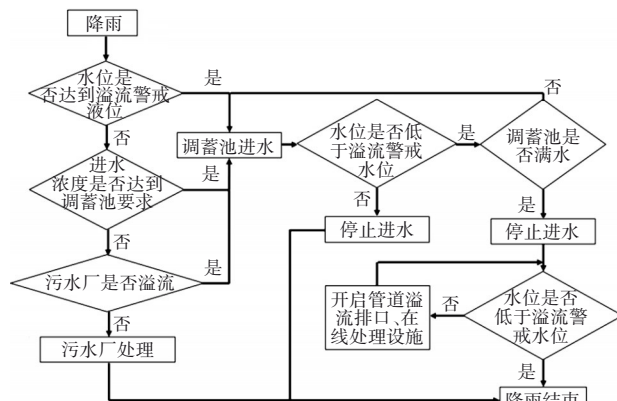 降雨
水位是
否达到溢流警戒
液位
是
否
否
调蓄池进水
水位是否低
于溢流警戒
水位
是
调蓄池是
否满水
进水
浓度是否达到
调蓄池要求
是
否
否
停止进水
是
停止进水
污水厂是否溢流
是
否
开启管道溢
流排口、在
线处理设施
否
水位是否
低于溢流警
戒水位
污水厂处理
是
降雨结束